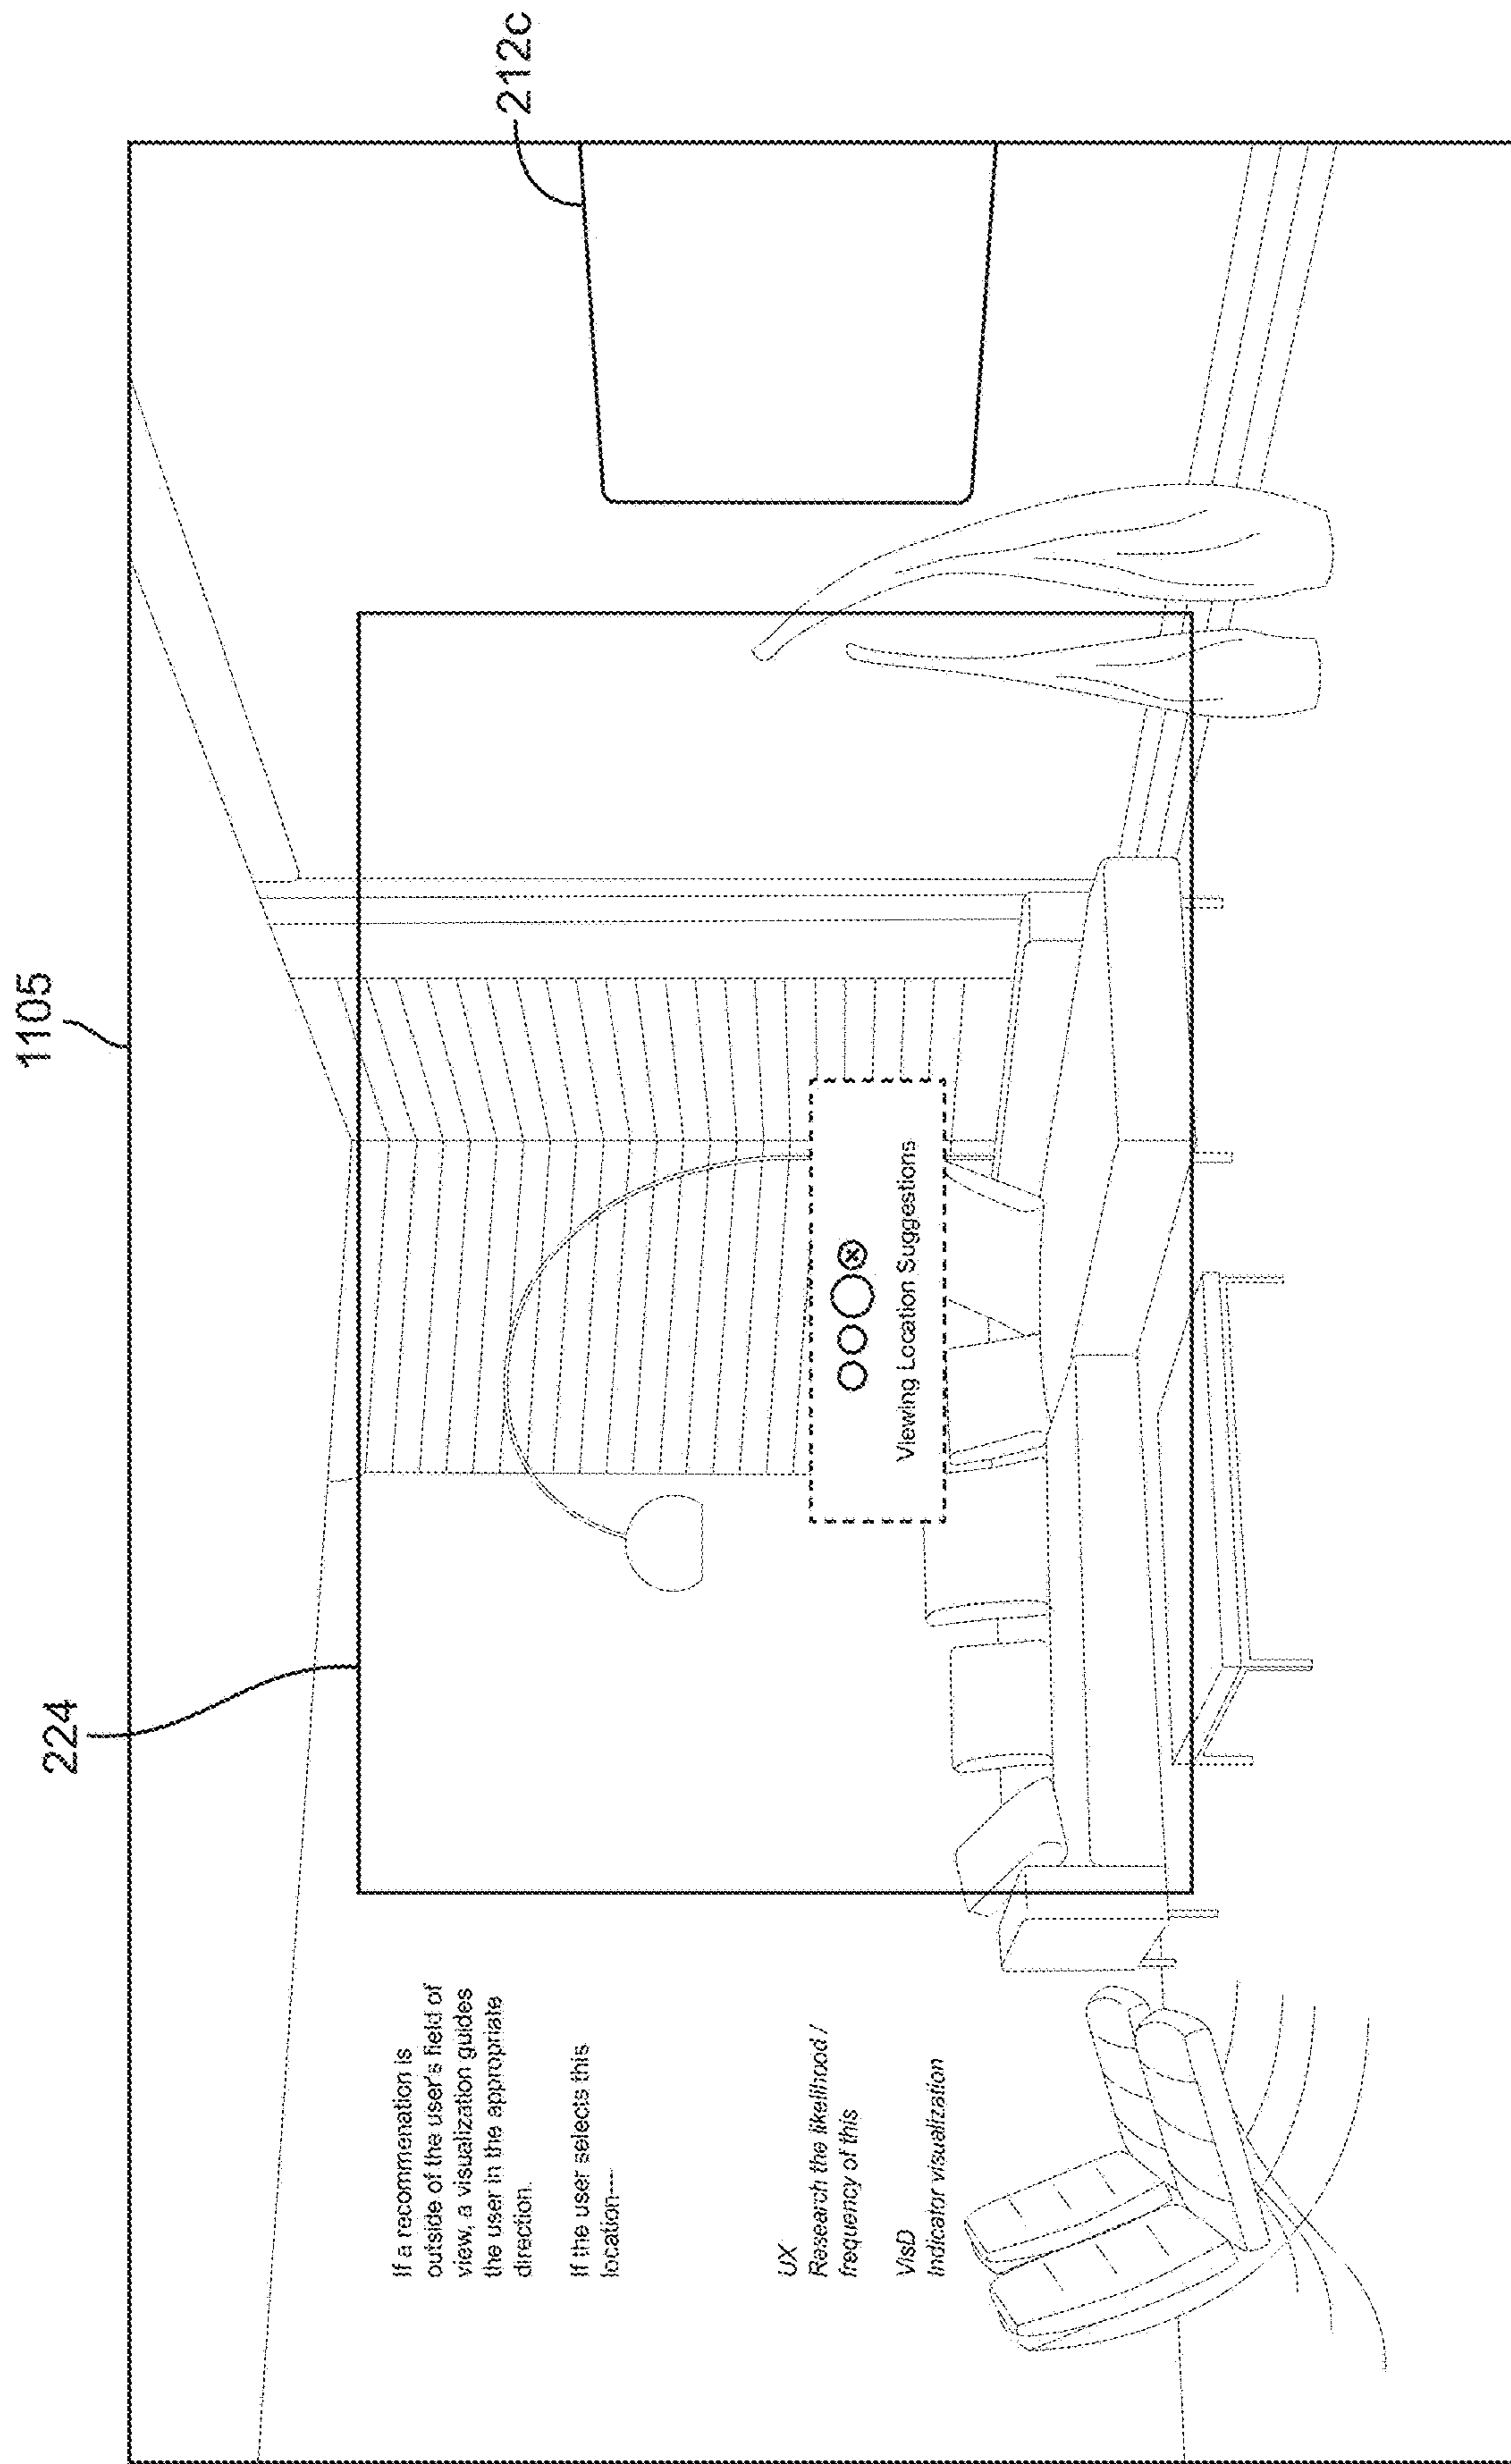 1105
224
212c
If a recommenation is
outside of the user's field of
view, a visualization guides
the user in the appropriate
direction.
If the user selects this
location----
UX
Research the likelihood /
frequency of this
VisD
Indicator visualization
Viewing Location Suggestions